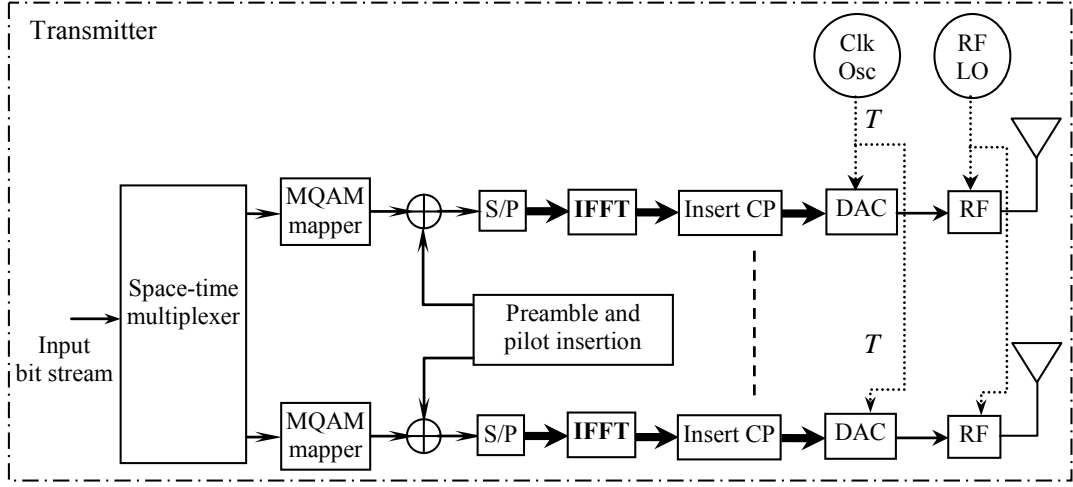 Transmitter
Clk
Osc
RF
LO
T
MQAM
mapper
S/P
IFFT
Insert CP
DAC
RF
Space-time
multiplexer
Preamble and
pilot insertion
Input
bit stream
T
MQAM
mapper
S/P
IFFT
Insert CP
DAC
RF